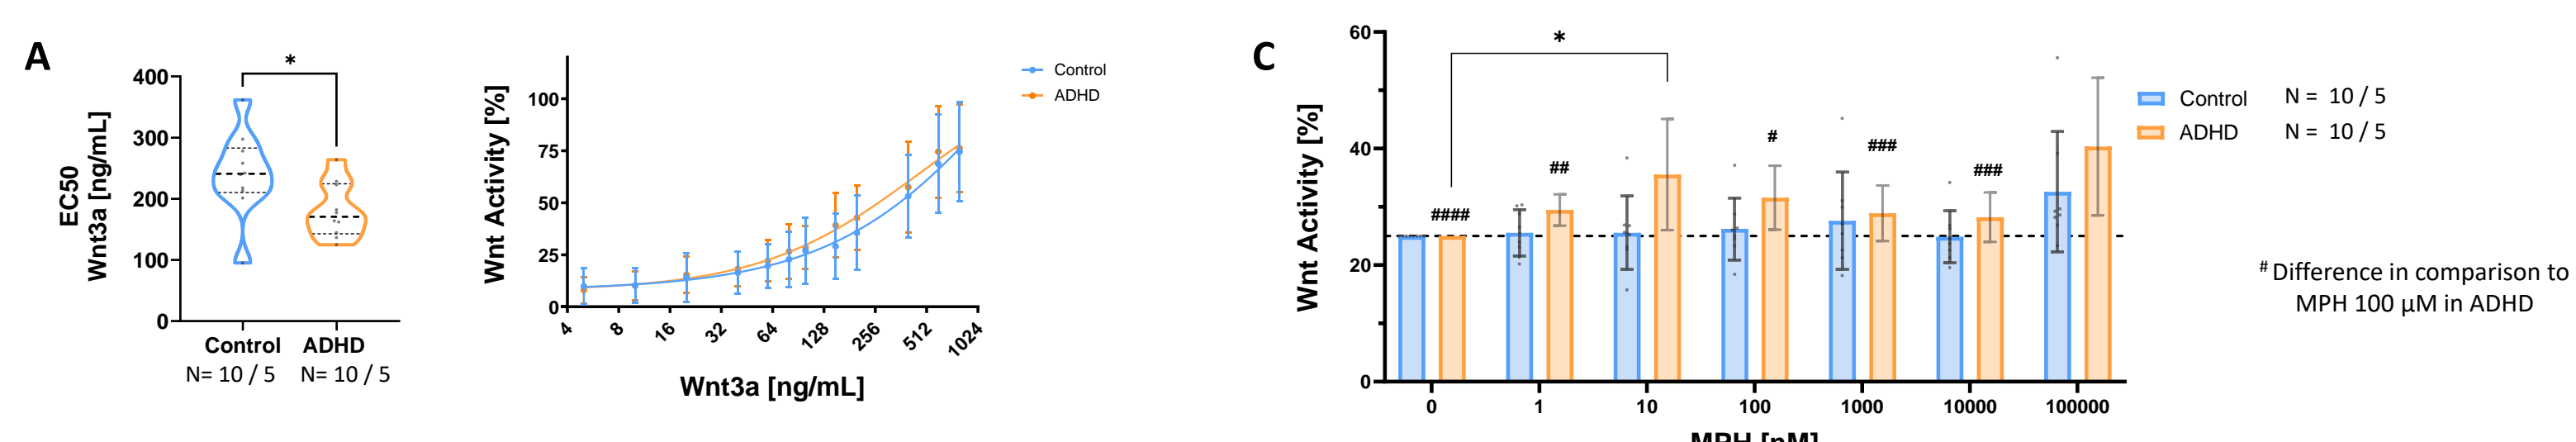 A
EC50
Wnt3a [ng/mL]
400
300
200
100
0
*
Control ADHD
N= 10 / 5 N= 10 / 5
Wnt Activity [%]
100
75
50
25
0
4 8 16 32 64 128 256 512 1024
Wnt3a [ng/mL]
Control
ADHD
C
Wnt Activity [%]
60
40
20
0
*
####
##
#
###
###
0 1 10 100 1000 10000 100000
MPH [nM]
Control N = 10 / 5
ADHD N = 10 / 5
# Difference in comparison to
MPH 100 µM in ADHD